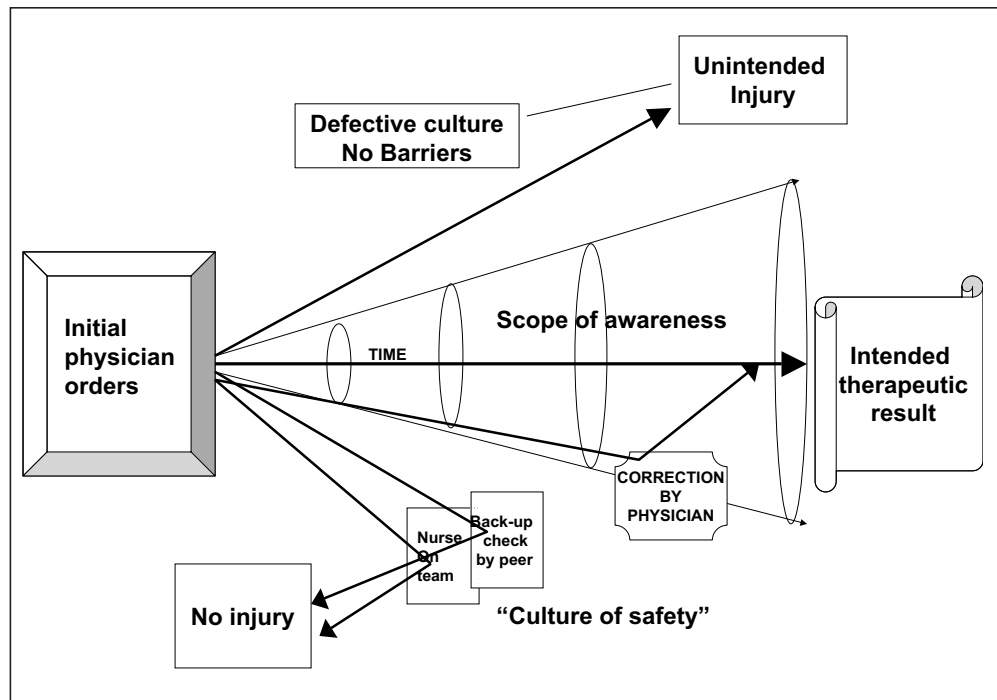 Unintended
Injury
Defective culture
No Barriers
Initial
physician
orders
Scope of awareness
TIME
Intended
therapeutic
result
CORRECTION
BY
PHYSICIAN
Nurse
On
team
Back-up
check
by peer
No injury
“Culture of safety”